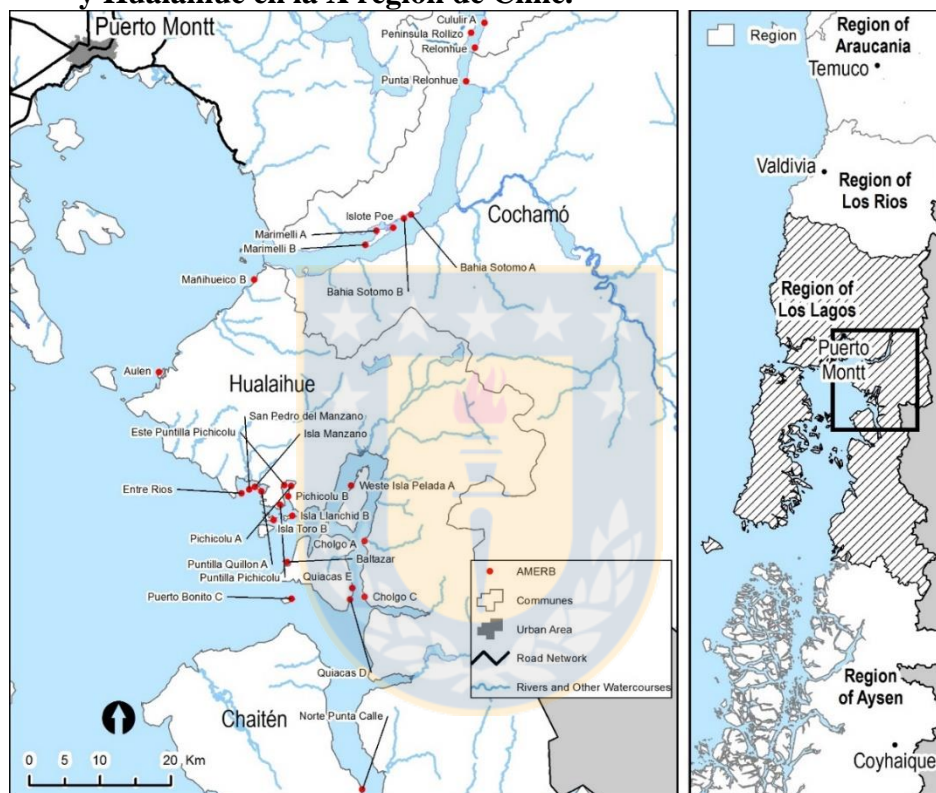 y Hualaihue en la X región de Chile.
Puerto Montt
Cululir A
Peninsula Rollizo
Relonhue
Punta Relonhue
Islote Poe
Marimelli A
Marimelli B
Cochamó
Bahia Sotomo A
Mañihueico B
Bahia Sotomo B
Aulen
Hualaihue
San Pedro del Manzano
Este Puntilla Pichicolu
Isla Manzano
Entre Rios
Weste Isla Pelada A
Pichicolu B
Isla Llanchid B
Isla Toro B
Pichicolu A
Cholgo A
Puntilla Quillon A
Baltazar
Puntilla Pichicolu
Quiacas E
Puerto Bonito C
Cholgo C
Quiacas D
Norte Punta Calle
Chaitén
AMERB
Communes
Urban Area
Road Network
Rivers and Other Watercourses
0 5 10 20 Km
Region
Region of
Araucania
Temuco
Valdivia
Region of
Los Rios
Region of
Los Lagos
Puerto
Montt
Region
of Aysen
Coyhaique